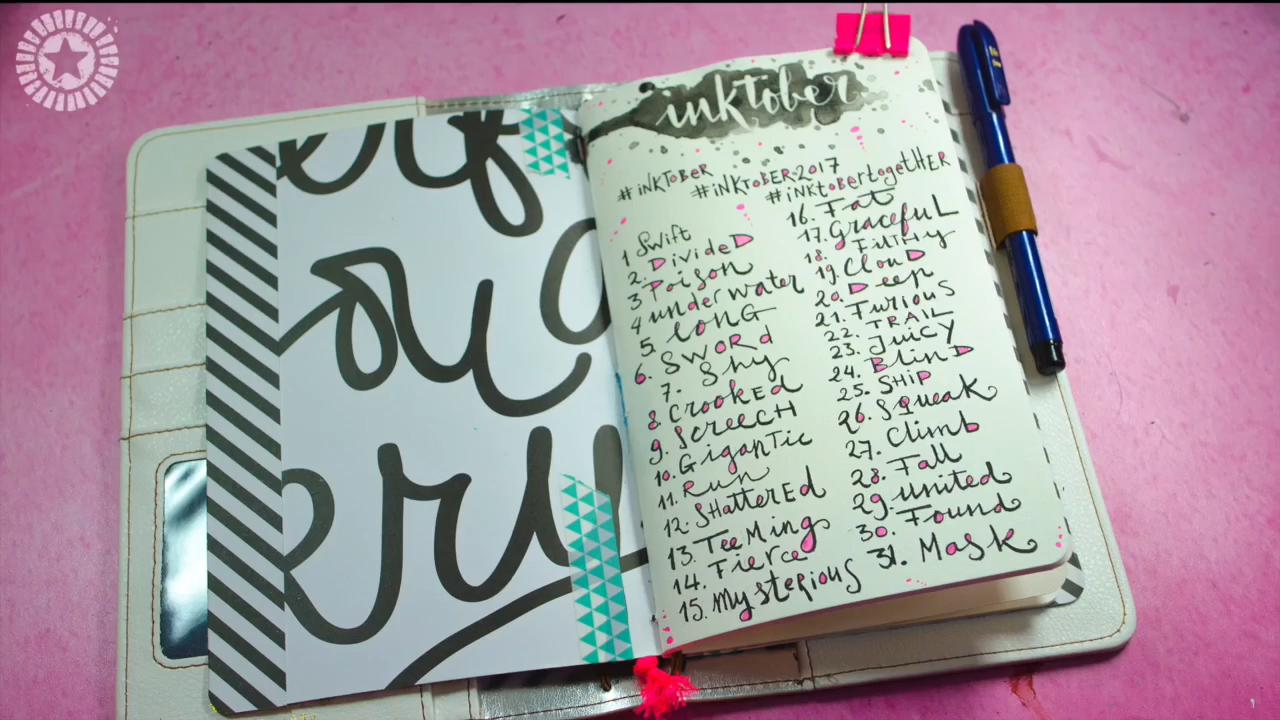 inktober
#iNKToBER #iNKToBER2017
#iNKtobertogetHER
1 Swift
2. DivideD
3 Poison
4 underwater
5. LONG
6. SWoRd
7. Shy
8 CrooKEd
9. ScreecH
10. GiganTic
11. Run
12. SHattErEd
13. TeeMing
14. FiErce
15. MysteRioUS
16. Fat
17. GracefuL
18. FiLTHy
19. ClouD
20. DEEp
21. FuriouS
22. TRAIL
23. JuiCY
24. BlinD
25. SHiP
26. Squeak
27. Climb
28. Fall
29. united
30. Found
31. Mask